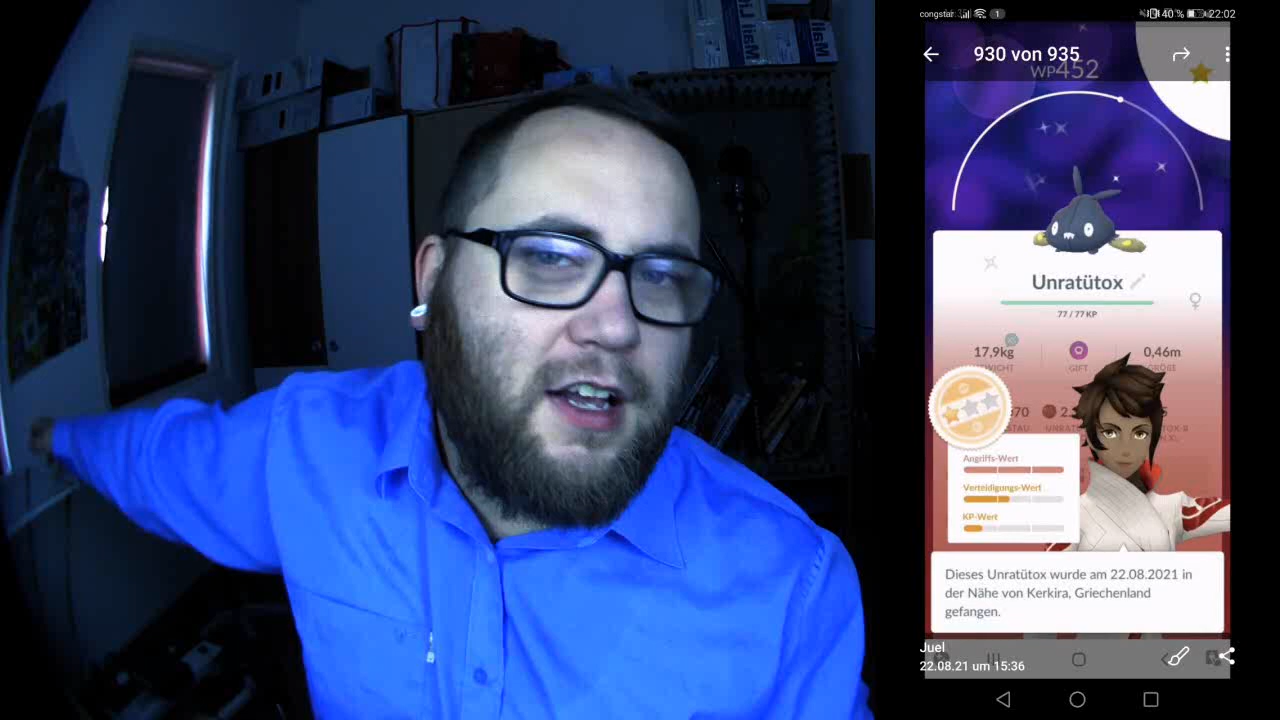 congstar
1
40 %
22:02
930 von 935
WP452
Unratütox
77 / 77 KP
17,9kg
0,46m
GIFT
Angriffs-Wert
Verteidigungs-Wert
KP-Wert
Dieses Unratütox wurde am 22.08.2021 in
der Nähe von Kerkira, Griechenland
gefangen.
Juel
22.08.21 um 15:36